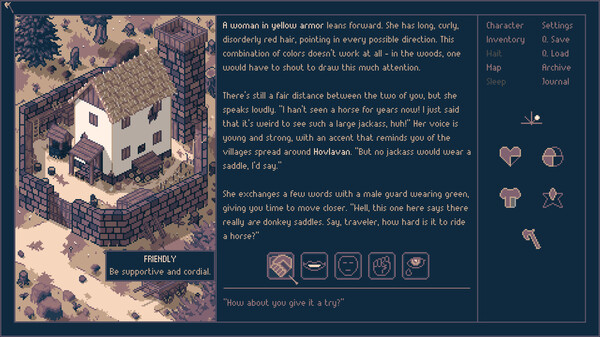 A woman in yellow armor leans forward. She has long, curly,
disorderly red hair, pointing in every possible direction. This
combination of colors doesn't work at all - in the woods, one
would have to shout to draw this much attention.
There's still a fair distance between the two of you, but she
speaks loudly. "I han't seen a horse for years now! I just said
that it's weird to see such a large jackass, huh!" Her voice is
young and strong, with an accent that reminds you of the
villages spread around Hovlavan. "But no jackass would wear a
saddle, I'd say."
She exchanges a few words with a male guard wearing green,
giving you time to move closer. "Hell, this one here says there
really are donkey saddles. Say, traveler, how hard is it to ride
a horse?"
FRIENDLY
Be supportive and cordial.
"How about you give it a try?"
Character Settings
Inventory Q. Save
Wait Q. Load
Map Archive
Sleep Journal